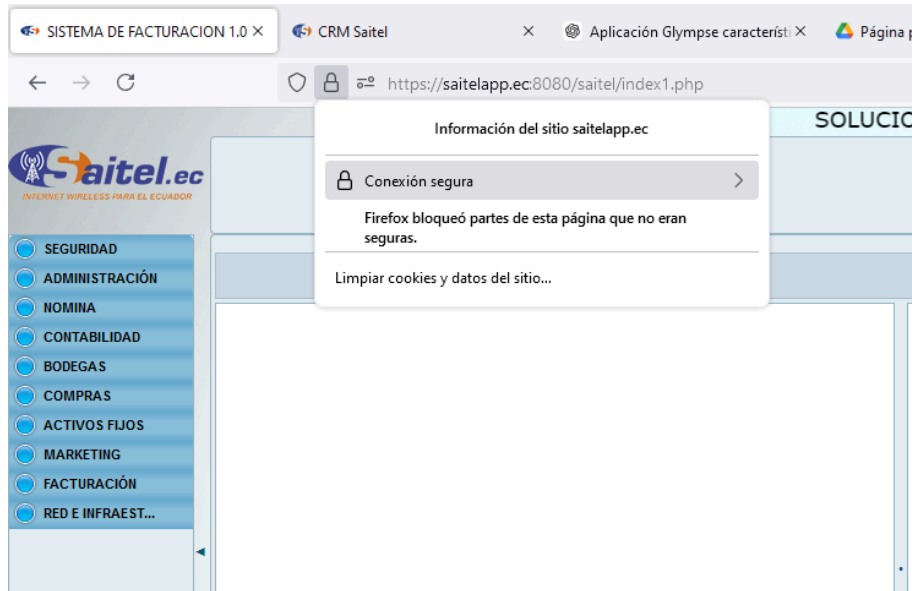 SISTEMA DE FACTURACION 1.0
CRM Saitel
Aplicación Glympse característi
Página p
https://saitelapp.ec:8080/saitel/index1.php
SOLUCIO
Información del sitio saitelapp.ec
Conexión segura
Firefox bloqueó partes de esta página que no eran
seguras.
Limpiar cookies y datos del sitio...
Saitel.ec
INTERNET WIRELESS PARA EL ECUADOR
SEGURIDAD
ADMINISTRACIÓN
NOMINA
CONTABILIDAD
BODEGAS
COMPRAS
ACTIVOS FIJOS
MARKETING
FACTURACIÓN
RED E INFRAEST...